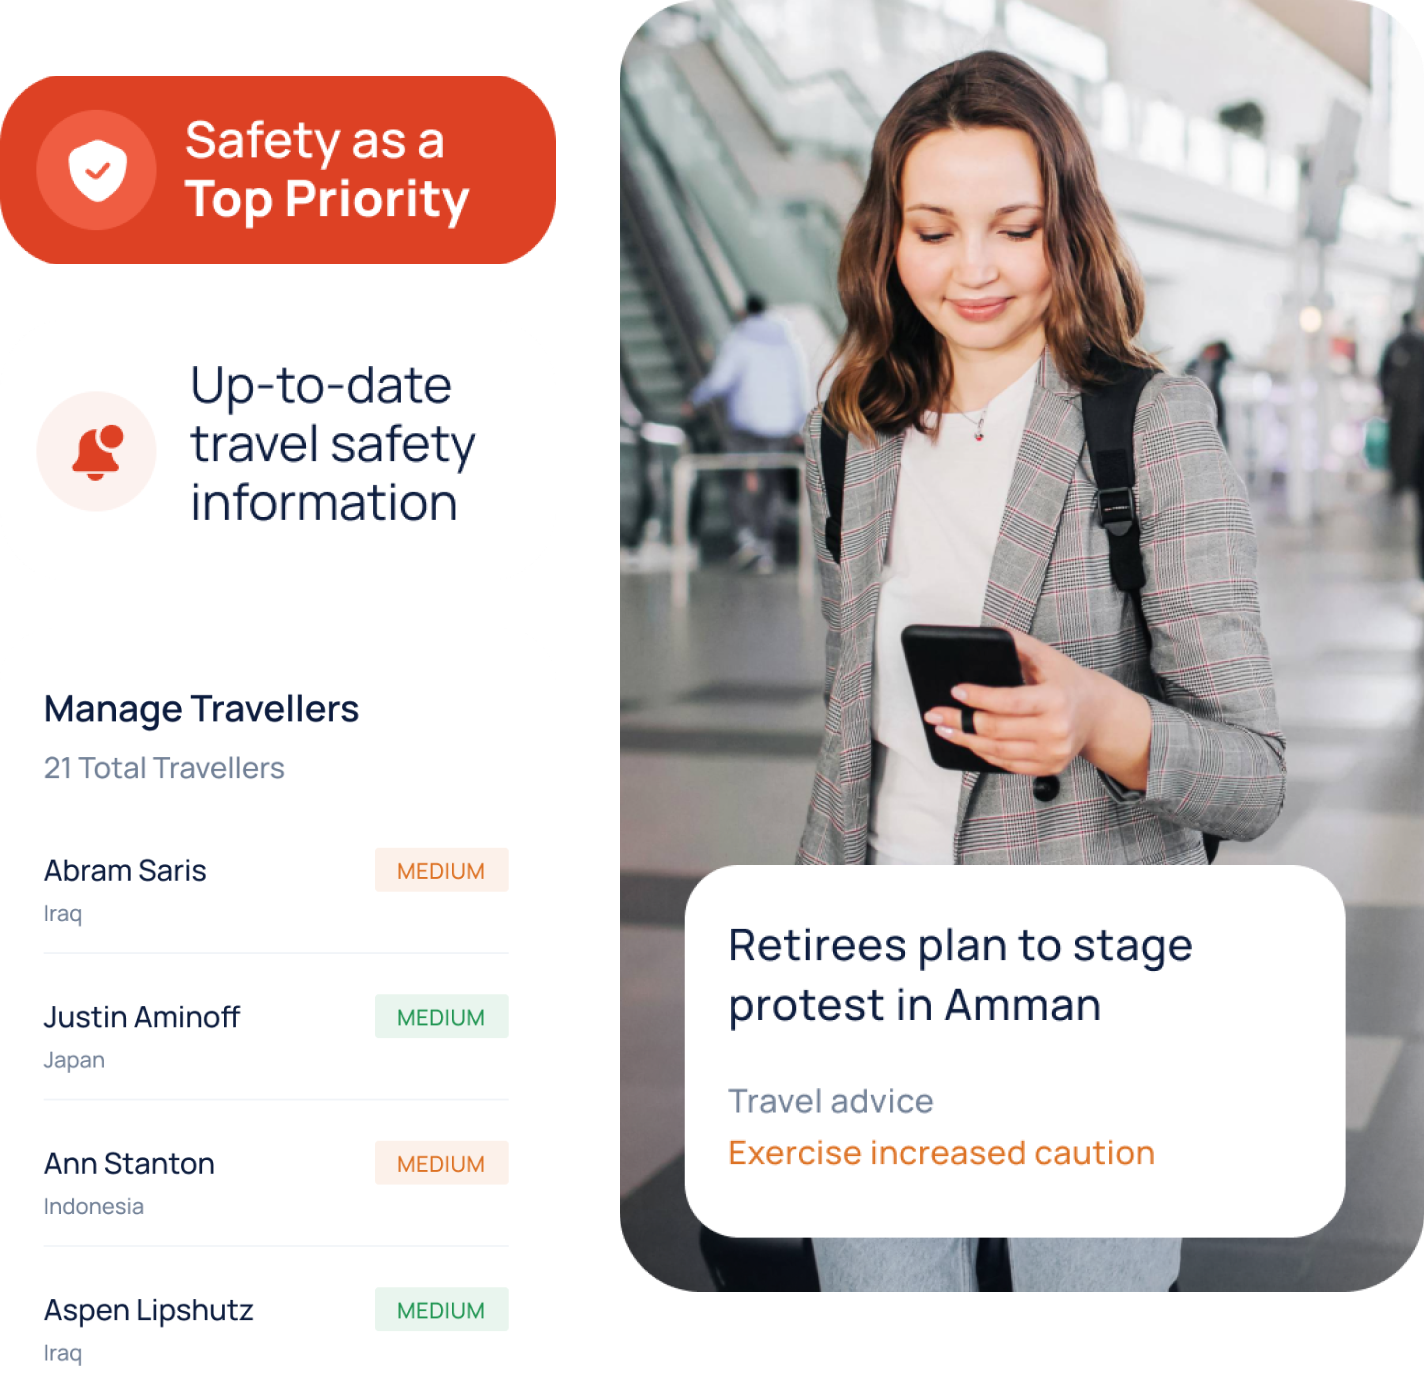 Safety as a
Top Priority
Up-to-date
travel safety
information
Manage Travellers
21 Total Travellers
Abram Saris
MEDIUM
Iraq
Justin Aminoff
MEDIUM
Japan
Ann Stanton
MEDIUM
Indonesia
Aspen Lipshutz
MEDIUM
Iraq
Retirees plan to stage
protest in Amman
Travel advice
Exercise increased caution